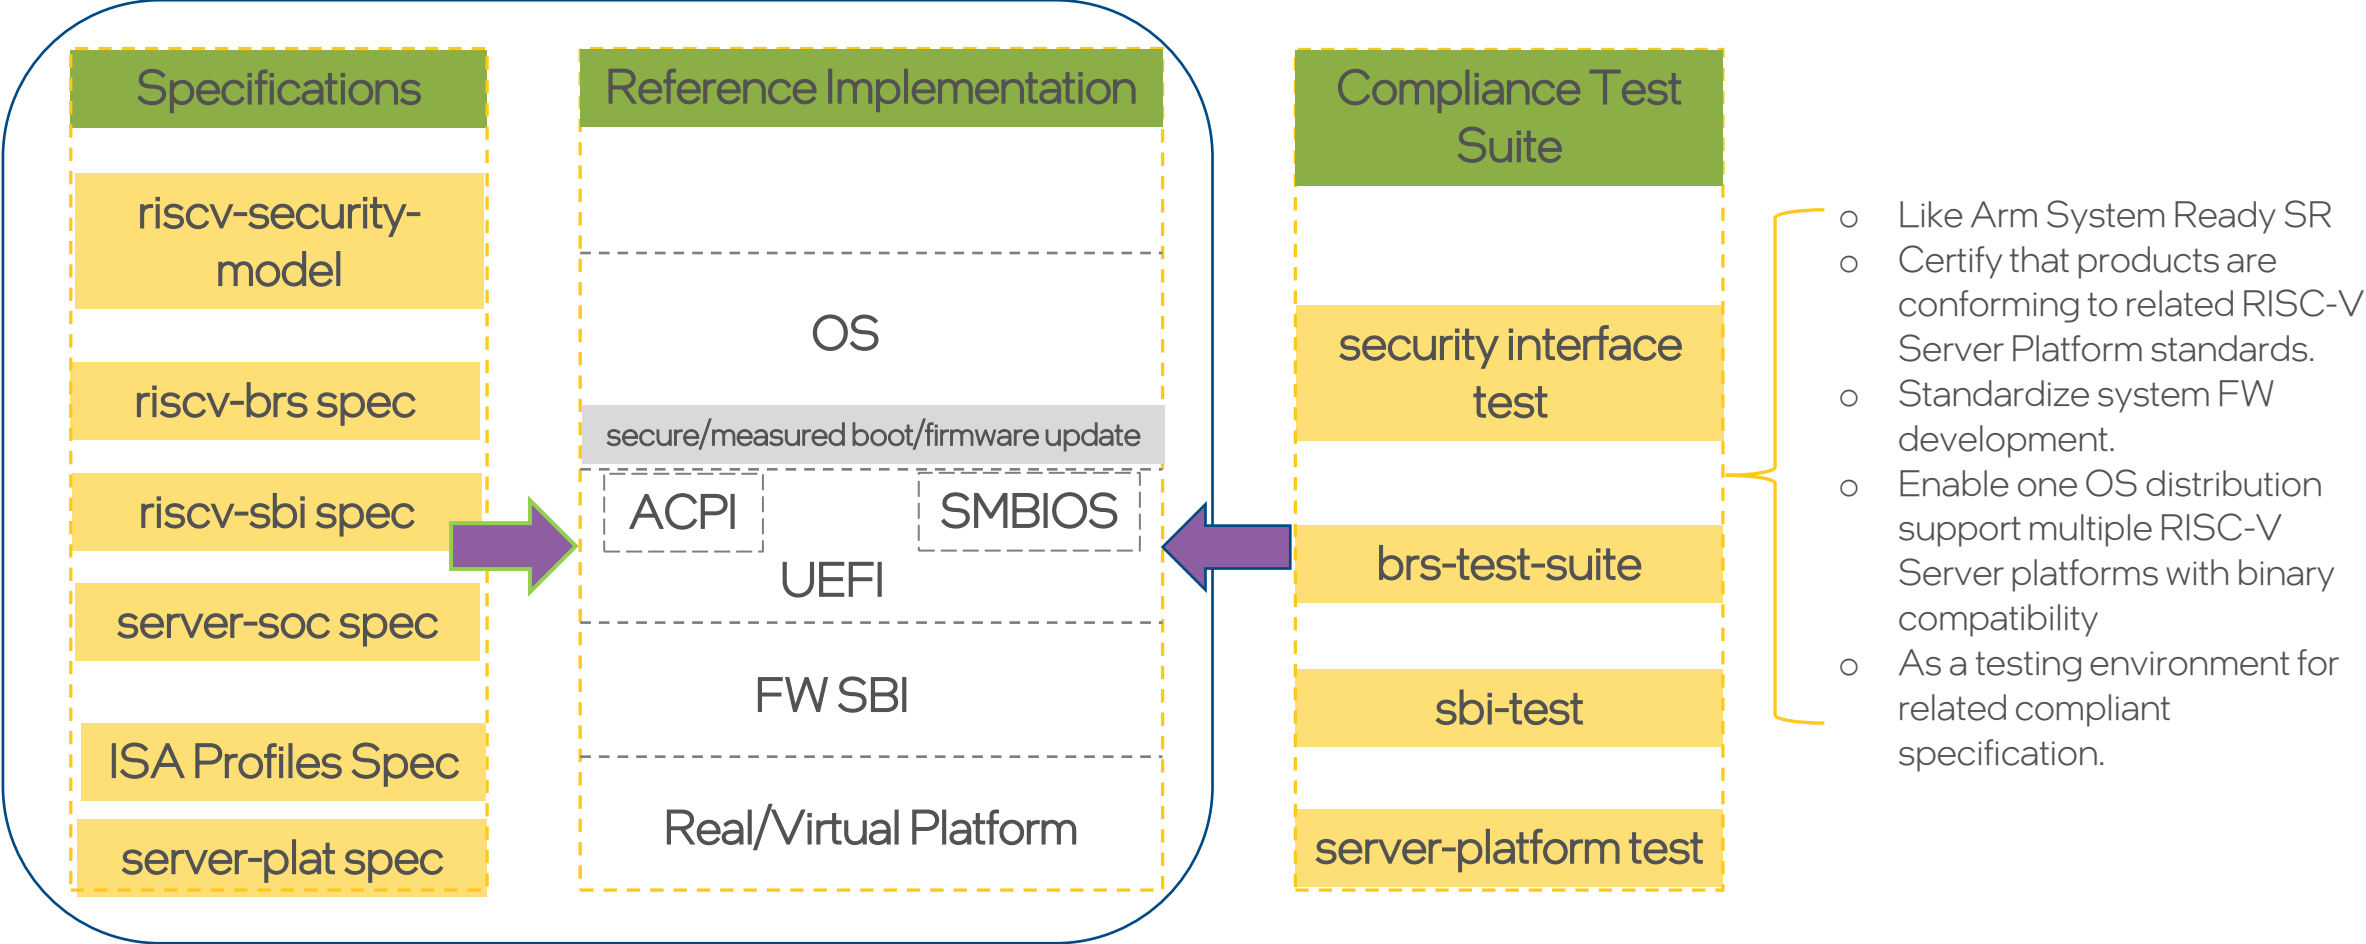 Specifications
riscv-security-
model
riscv-brs spec
riscv-sbi spec
server-soc spec
ISA Profiles Spec
server-plat spec
Reference Implementation
OS
secure/measured boot/firmware update
ACPI
SMBIOS
UEFI
FW SBI
Real/Virtual Platform
Compliance Test
Suite
security interface
test
brs-test-suite
sbi-test
server-platform test
o Like Arm System Ready SR
o Certify that products are
conforming to related RISC-V
Server Platform standards.
o Standardize system FW
development.
o Enable one OS distribution
support multiple RISC-V
Server platforms with binary
compatibility
o As a testing environment for
related compliant
specification.